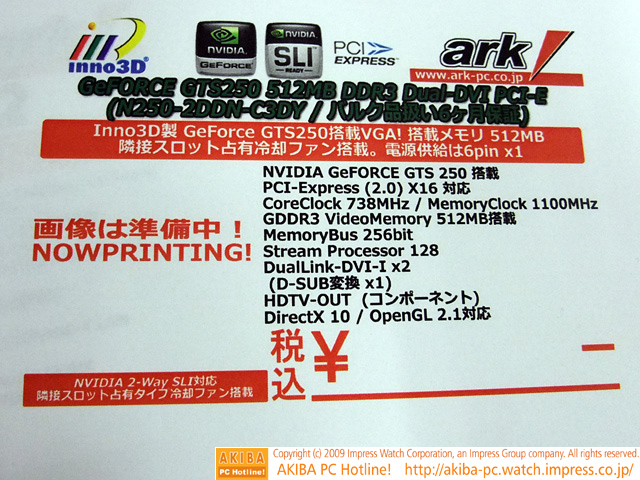 inno3D
NVIDIA
GEFORCE
NVIDIA
SLI
READY
PCI
EXPRESS
ark
www.ark-pc.co.jp
GeFORCE GTS250 512MB DDR3 Dual-DVI PCI-E
(N250-2DDN-C3DY / バルク品扱い6ヶ月保証)
Inno3D製 GeForce GTS250搭載VGA! 搭載メモリ 512MB
隣接スロット占有冷却ファン搭載。電源供給は6pin x1
画像は準備中!
NOWPRINTING!
NVIDIA GeFORCE GTS 250 搭載
PCI-Express (2.0) X16 対応
CoreClock 738MHz / MemoryClock 1100MHz
GDDR3 VideoMemory 512MB搭載
MemoryBus 256bit
Stream Processor 128
DualLink-DVI-I x2
(D-SUB変換 x1)
HDTV-OUT (コンポーネント)
DirectX 10 / OpenGL 2.1対応
税込 ¥ －
NVIDIA 2-Way SLI対応
隣接スロット占有タイプ冷却ファン搭載
AKIBA
PC Hotline!
Copyright (c) 2009 Impress Watch Corporation, an Impress Group company. All rights reserved.
AKIBA PC Hotline! http://akiba-pc.watch.impress.co.jp/